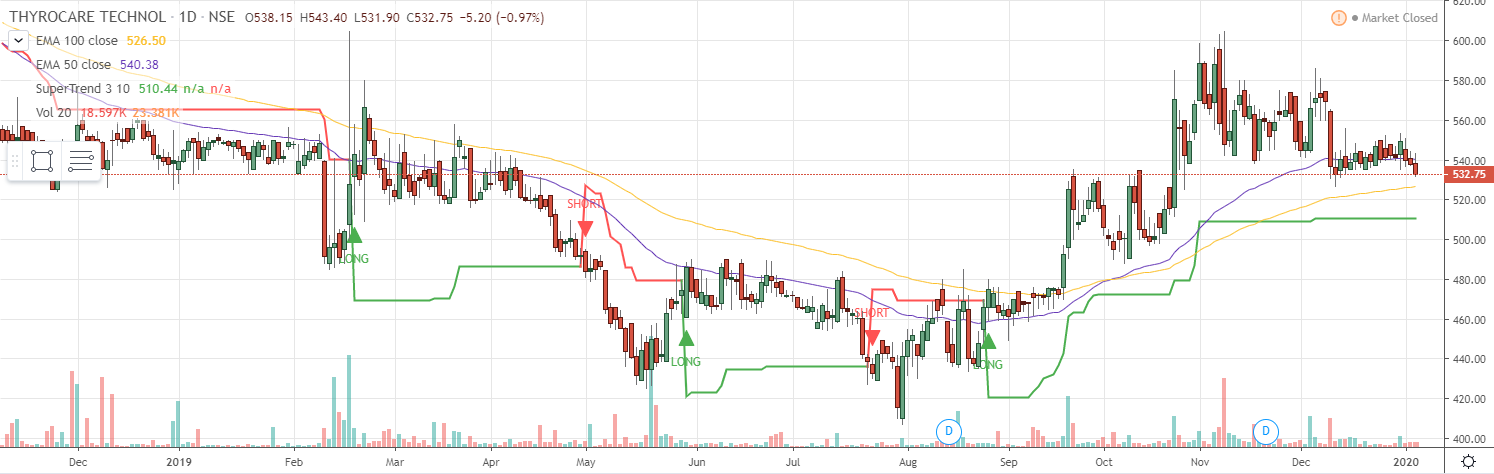 THYROCARE TECHNOL · 1D · NSE O538.15 H543.40 L531.90 C532.75 −5.20 (−0.97%)
! Market Closed
EMA 100 close 526.50
EMA 50 close 540.38
SuperTrend 3 10 510.44 n/a n/a
Vol 20 18.597K 23.381K
620.00
600.00
580.00
560.00
540.00
532.75
520.00
500.00
480.00
460.00
440.00
420.00
400.00
LONG
SHORT
LONG
SHORT
LONG
D
D
Dec 2019 Feb Mar Apr May Jun Jul Aug Sep Oct Nov Dec 2020